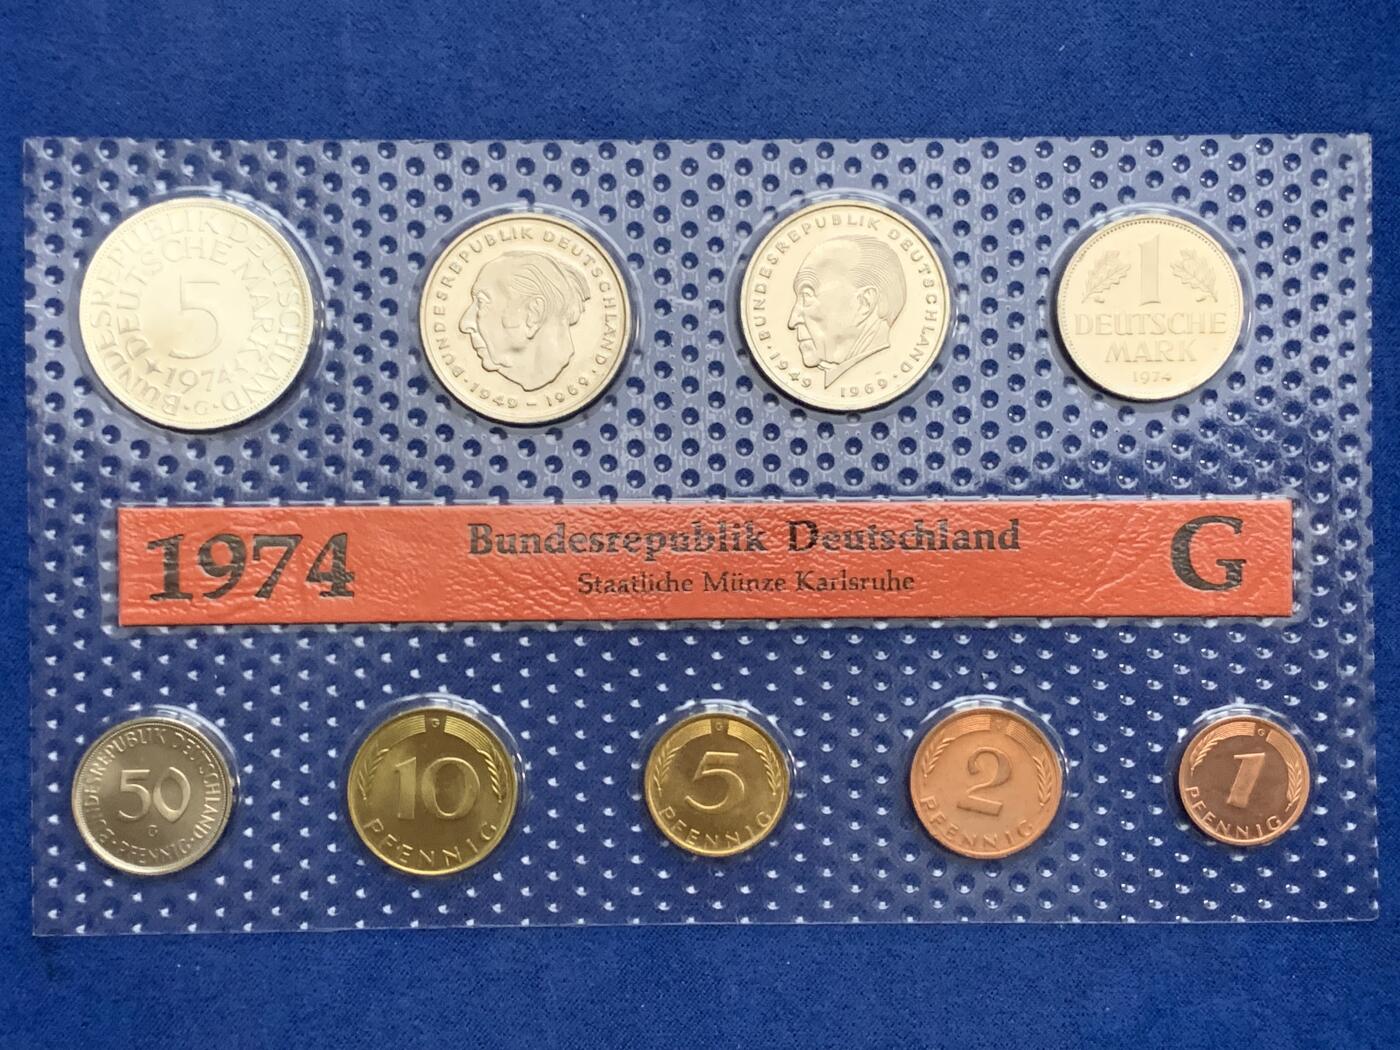 BUNDESREPUBLIK DEUTSCHLAND
DEUTSCHE MARK
5
1974
·G·
BUNDESREPUBLIK DEUTSCHLAND·
·1949–1969
·BUNDESREPUBLIK DEUTSCHLAND·
1949
1969
1
DEUTSCHE
MARK
1974
1974
Bundesrepublik Deutschland
Staatliche Münze Karlsruhe
G
BUNDESREPUBLIK DEUTSCHLAND
50
G
·PFENNIG·
G
10
PFENNIG
G
5
PFENNIG
G
2
PFENNIG
G
1
PFENNIG